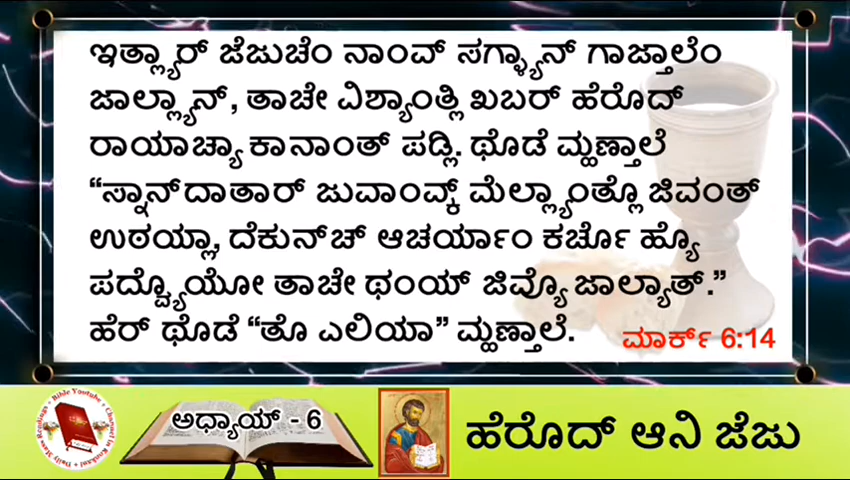 ಇತ್ಲ್ಯಾರ್ ಜೆಜುಚೆಂ ನಾಂವ್ ಸಗ್ಳ್ಯಾನ್ ಗಾಜ್ತಾಲೆಂ
ಜಾಲ್ಲ್ಯಾನ್, ತಾಚೇ ವಿಶ್ಯಾಂತ್ಲಿ ಖಬರ್ ಹೆರೊದ್
ರಾಯಾಚ್ಯಾ ಕಾನಾಂತ್ ಪಡ್ಲಿ. ಥೊಡೆ ಮ್ಹಣ್ತಾಲೆ
“ಸ್ನಾನ್‌ದಾತಾರ್ ಜುವಾಂವ್ಕ್ ಮೆಲ್ಲ್ಯಾಂತ್ಲೊ ಜಿವಂತ್
ಉಠಯ್ಲಾ, ದೆಕುನ್‌ಚ್ ಆಚರ್ಯಾಂ ಕರ್ಚೊ ಹ್ಯೊ
ಪದ್ವ್ಯೊಯೋ ತಾಚೇ ಥಂಯ್ ಜಿವ್ಯೊ ಜಾಲ್ಯಾತ್.”
ಹೆರ್ ಥೊಡೆ “ತೊ ಎಲಿಯಾ” ಮ್ಹಣ್ತಾಲೆ.
ಮಾರ್ಕ್ 6:14
ಅಧ್ಯಾಯ್ - 6
ಹೆರೊದ್ ಆನಿ ಜೆಜು